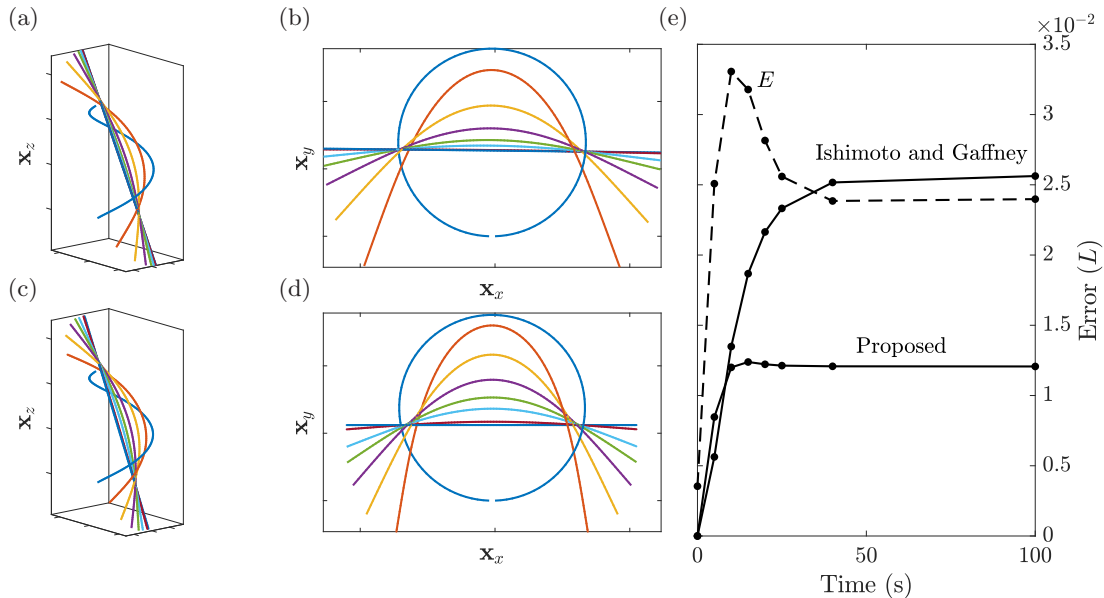 (a)
x_z
(b)
x_y
x_x
(c)
x_z
(d)
x_y
x_x
(e)
×10⁻²
3.5
3
2.5
2
1.5
1
0.5
0
Error (L)
E
Ishimoto and Gaffney
Proposed
0 50 100
Time (s)